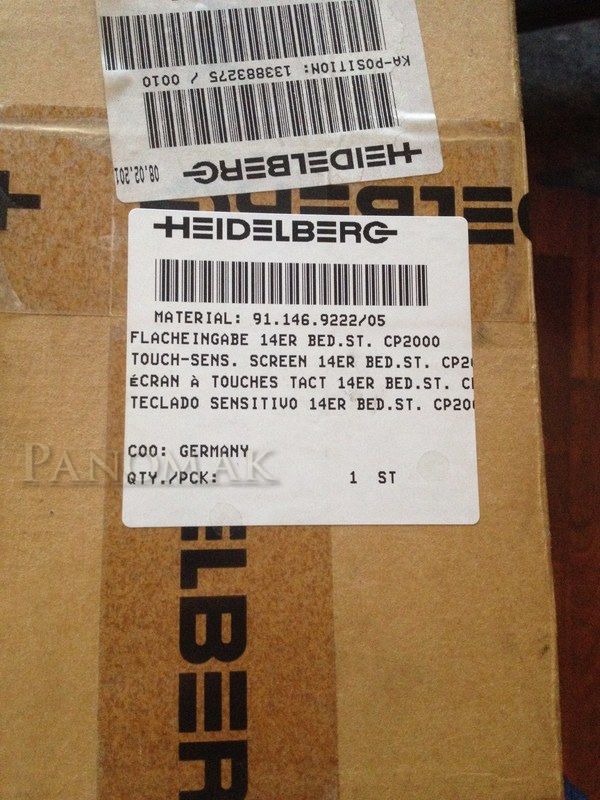 KA-POSITION: 133883275 / 0010
HEIDELBERG
08.02.201
HEIDELBERG
HEIDELBERG
MATERIAL: 91.146.9222/05
FLACHEINGABE 14ER BED.ST. CP2000
TOUCH-SENS. SCREEN 14ER BED.ST. CP20
ÉCRAN À TOUCHES TACT 14ER BED.ST. CP
TECLADO SENSITIVO 14ER BED.ST. CP200
COO: GERMANY
QTY./PCK: 1 ST
PANOMAK
ELBER